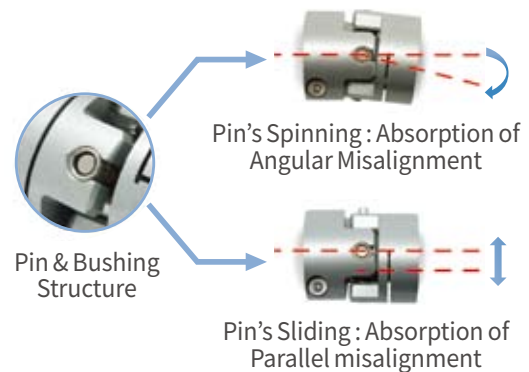 Pin's Spinning : Absorption of
Angular Misalignment
Pin & Bushing
Structure
Pin's Sliding : Absorption of
Parallel misalignment